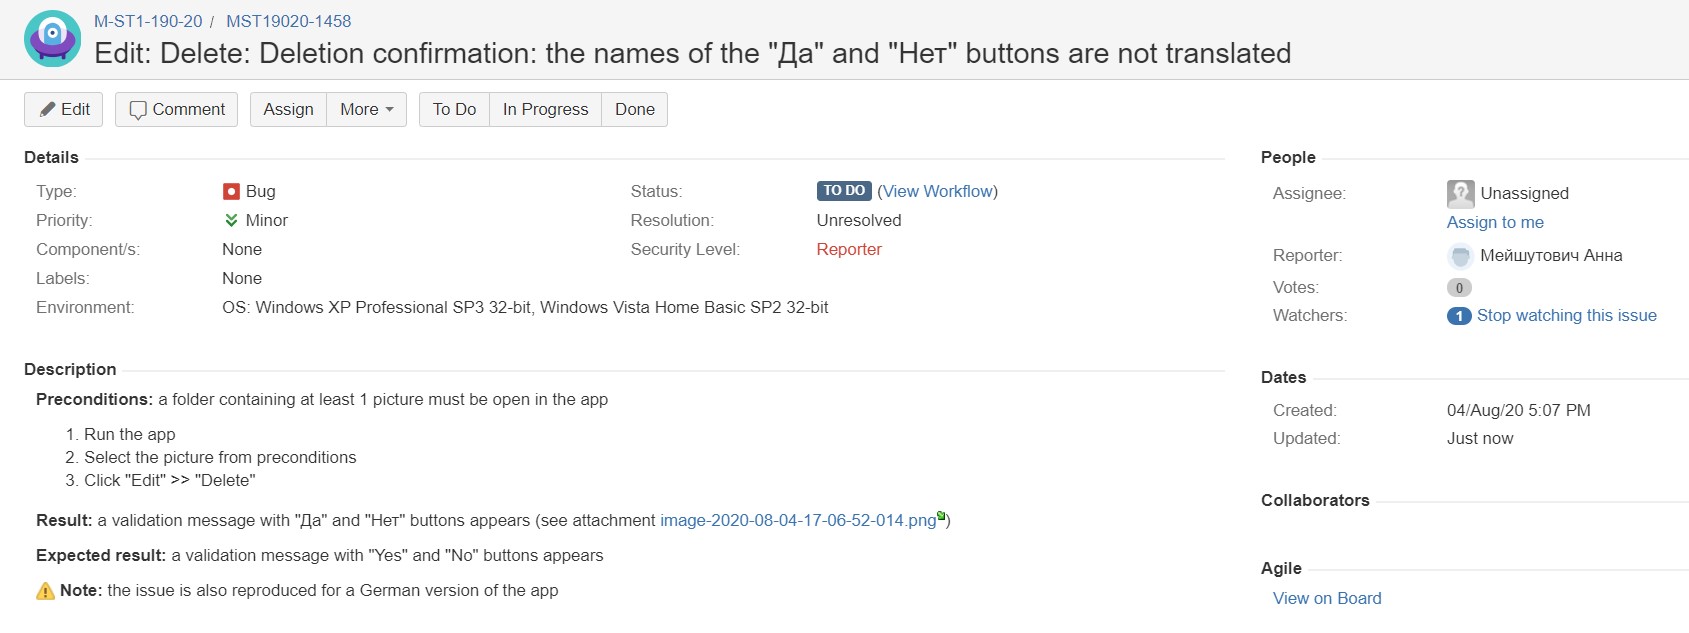 M-ST1-190-20 / MST19020-1458
Edit: Delete: Deletion confirmation: the names of the "Да" and "Нет" buttons are not translated
Edit Comment Assign More To Do In Progress Done
Details
Type: Bug Status: TO DO (View Workflow)
Priority: Minor Resolution: Unresolved
Component/s: None Security Level: Reporter
Labels: None
Environment: OS: Windows XP Professional SP3 32-bit, Windows Vista Home Basic SP2 32-bit
Description
Preconditions: a folder containing at least 1 picture must be open in the app
1. Run the app
2. Select the picture from preconditions
3. Click "Edit" >> "Delete"
Result: a validation message with "Да" and "Нет" buttons appears (see attachment image-2020-08-04-17-06-52-014.png)
Expected result: a validation message with "Yes" and "No" buttons appears
Note: the issue is also reproduced for a German version of the app
People
Assignee: Unassigned
Assign to me
Reporter: Мейшутович Анна
Votes: 0
Watchers: 1 Stop watching this issue
Dates
Created: 04/Aug/20 5:07 PM
Updated: Just now
Collaborators
Agile
View on Board